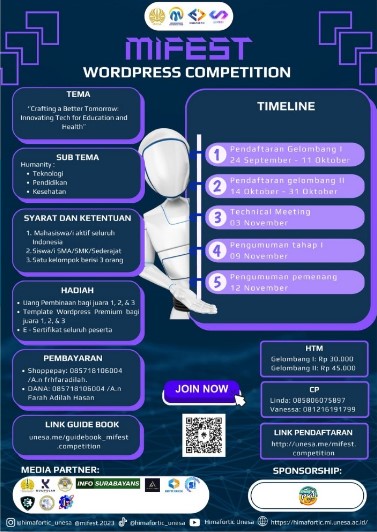 MIFEST
WORDPRESS COMPETITION
TEMA
"Crafting a Better Tomorrow:
Innovating Tech for Education and
Health"
SUB TEMA
Humanity :
• Teknologi
• Pendidikan
• Kesehatan
SYARAT DAN KETENTUAN
1. Mahasiswa/i aktif seluruh
Indonesia
2. Siswa/i SMA/SMK/Sederajat
3. Satu kelompok berisi 3 orang
HADIAH
• Uang Pembinaan bagi juara 1, 2, & 3
• Template Wordpress Premium bagi
juara 1, 2, & 3
• E - Sertifikat seluruh peserta
PEMBAYARAN
• Shoppepay: 085718106004
/A.n frhfaradilah.
• DANA: 085718106004 /A.n
Farah Adilah Hasan
LINK GUIDE BOOK
unesa.me/guidebook_mifest
.competition
TIMELINE
1 Pendaftaran Gelombang I
24 September - 11 Oktober
2 Pendaftaran gelombang II
14 Oktober - 31 Oktober
3 Technical Meeting
03 November
4 Pengumuman tahap I
09 November
5 Pengumuman pemenang
12 November
JOIN NOW
HTM
Gelombang I: Rp 30.000
Gelombang II: Rp 45.000
CP
Linda: 085806075897
Vanessa: 081216191799
LINK PENDAFTARAN
http://unesa.me/mifest.
competition
MEDIA PARTNER:
INFO SURABAYANS
SPONSORSHIP:
@himafortic_unesa @mifest.2023 @himafortic_unesa Himafortic Unesa https://himafortic.mi.unesa.ac.id/